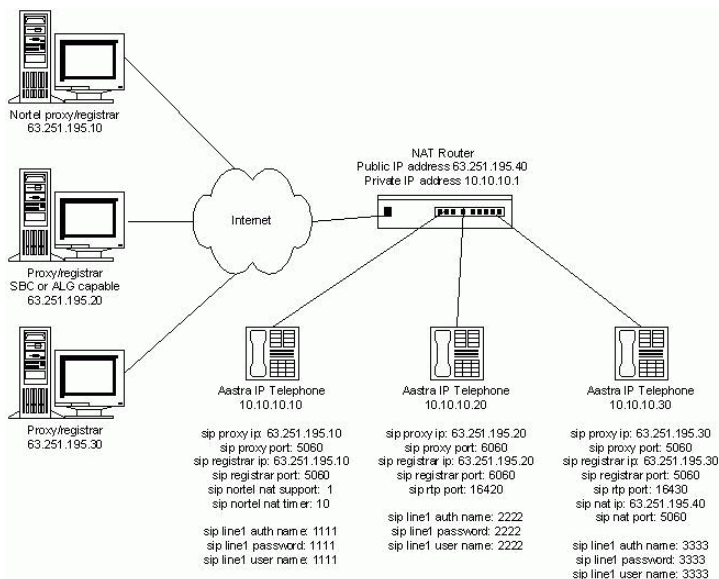 Nortel proxy/registrar
63.251.195.10
NAT Router
Public IP address 63.251.195.40
Private IP address 10.10.10.1
Internet
Proxy/registrar
SBC or ALG capable
63.251.195.20
Proxy/registrar
63.251.195.30
Aastra IP Telephone
10.10.10.10
sip proxy ip: 63.251.195.10
sip proxy port: 5060
sip registrar ip: 63.251.195.10
sip registrar port: 5060
sip nortel nat support: 1
sip nortel nat timer: 10
sip line1 auth name: 1111
sip line1 password: 1111
sip line1 user name: 1111
Aastra IP Telephone
10.10.10.20
sip proxy ip: 63.251.195.20
sip proxy port: 6060
sip registrar ip: 63.251.195.20
sip registrar port: 6060
sip rtp port: 16420
sip line1 auth name: 2222
sip line1 password: 2222
sip line1 user name: 2222
Aastra IP Telephone
10.10.10.30
sip proxy ip: 63.251.195.30
sip proxy port: 5060
sip registrar ip: 63.251.195.30
sip registrar port: 5060
sip rtp port: 16430
sip nat ip: 63.251.195.40
sip nat port: 5060
sip line1 auth name: 3333
sip line1 password: 3333
sip line1 user name: 3333